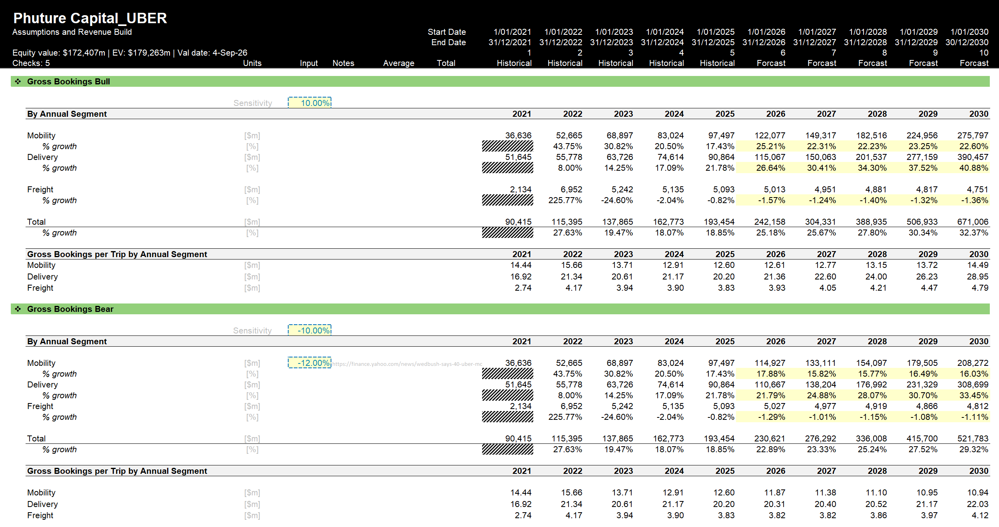 Phuture Capital_UBER
Assumptions and Revenue Build Start Date 1/01/2021 1/01/2022 1/01/2023 1/01/2024 1/01/2025 1/01/2026 1/01/2027 1/01/2028 1/01/2029 1/01/2030
End Date 31/12/2021 31/12/2022 31/12/2023 31/12/2024 31/12/2025 31/12/2026 31/12/2027 31/12/2028 31/12/2029 30/12/2030
Equity value: $172,407m | EV: $179,263m | Val date: 4-Sep-26 1 2 3 4 5 6 7 8 9 10
Checks: 5 Units Input Notes Average Total Historical Historical Historical Historical Historical Forcast Forcast Forcast Forcast Forcast
❖ Gross Bookings Bull
Sensitivity 10.00%
By Annual Segment 2021 2022 2023 2024 2025 2026 2027 2028 2029 2030
Mobility [$m] 36,636 52,665 68,897 83,024 97,497 122,077 149,317 182,516 224,956 275,797
% growth [%] 43.75% 30.82% 20.50% 17.43% 25.21% 22.31% 22.23% 23.25% 22.60%
Delivery [$m] 51,645 55,778 63,726 74,614 90,864 115,067 150,063 201,537 277,159 390,457
% growth [%] 8.00% 14.25% 17.09% 21.78% 26.64% 30.41% 34.30% 37.52% 40.88%
Freight [$m] 2,134 6,952 5,242 5,135 5,093 5,013 4,951 4,881 4,817 4,751
% growth [%] 225.77% -24.60% -2.04% -0.82% -1.57% -1.24% -1.40% -1.32% -1.36%
Total [$m] 90,415 115,395 137,865 162,773 193,454 242,158 304,331 388,935 506,933 671,006
% growth [%] 27.63% 19.47% 18.07% 18.85% 25.18% 25.67% 27.80% 30.34% 32.37%
Gross Bookings per Trip by Annual Segment 2021 2022 2023 2024 2025 2026 2027 2028 2029 2030
Mobility [$m] 14.44 15.66 13.71 12.91 12.60 12.61 12.77 13.15 13.72 14.49
Delivery [$m] 16.92 21.34 20.61 21.17 20.20 21.36 22.60 24.00 26.23 28.95
Freight [$m] 2.74 4.17 3.94 3.90 3.83 3.93 4.05 4.21 4.47 4.79
❖ Gross Bookings Bear
Sensitivity -10.00%
By Annual Segment 2021 2022 2023 2024 2025 2026 2027 2028 2029 2030
Mobility [$m] -12.00% https://finance.yahoo.com/news/wedbush-says-40-uber-mc 36,636 52,665 68,897 83,024 97,497 114,927 133,111 154,097 179,505 208,272
% growth [%] 43.75% 30.82% 20.50% 17.43% 17.88% 15.82% 15.77% 16.49% 16.03%
Delivery [$m] 51,645 55,778 63,726 74,614 90,864 110,667 138,204 176,992 231,329 308,699
% growth [%] 8.00% 14.25% 17.09% 21.78% 21.79% 24.88% 28.07% 30.70% 33.45%
Freight [$m] 2,134 6,952 5,242 5,135 5,093 5,027 4,977 4,919 4,866 4,812
% growth [%] 225.77% -24.60% -2.04% -0.82% -1.29% -1.01% -1.15% -1.08% -1.11%
Total [$m] 90,415 115,395 137,865 162,773 193,454 230,621 276,292 336,008 415,700 521,783
% growth [%] 27.63% 19.47% 18.07% 18.85% 22.89% 23.33% 25.24% 27.52% 29.32%
Gross Bookings per Trip by Annual Segment 2021 2022 2023 2024 2025 2026 2027 2028 2029 2030
Mobility [$m] 14.44 15.66 13.71 12.91 12.60 11.87 11.38 11.10 10.95 10.94
Delivery [$m] 16.92 21.34 20.61 21.17 20.20 20.31 20.40 20.52 21.17 22.03
Freight [$m] 2.74 4.17 3.94 3.90 3.83 3.82 3.82 3.86 3.97 4.12